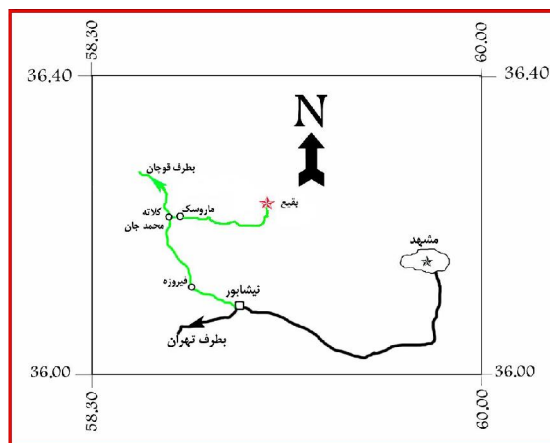 58.30
60.00
36.40
36.40
N
بطرف قوچان
ماروسک
کلاته
محمد جان
بقیع
مشهد
فیروزه
نیشابور
بطرف تهران
36.00
36.00
58.30
60.00